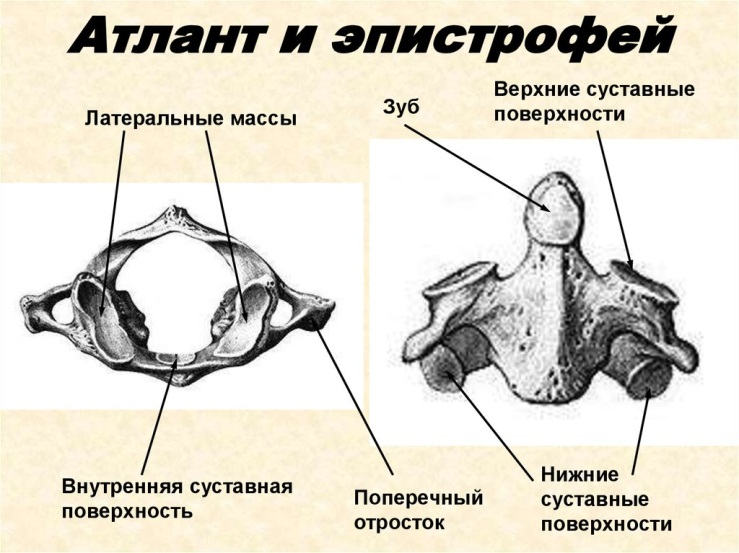 Атлант и эпистрофей
Латеральные массы
Зуб
Верхние суставные
поверхности
Внутренняя суставная
поверхность
Поперечный
отросток
Нижние
суставные
поверхности